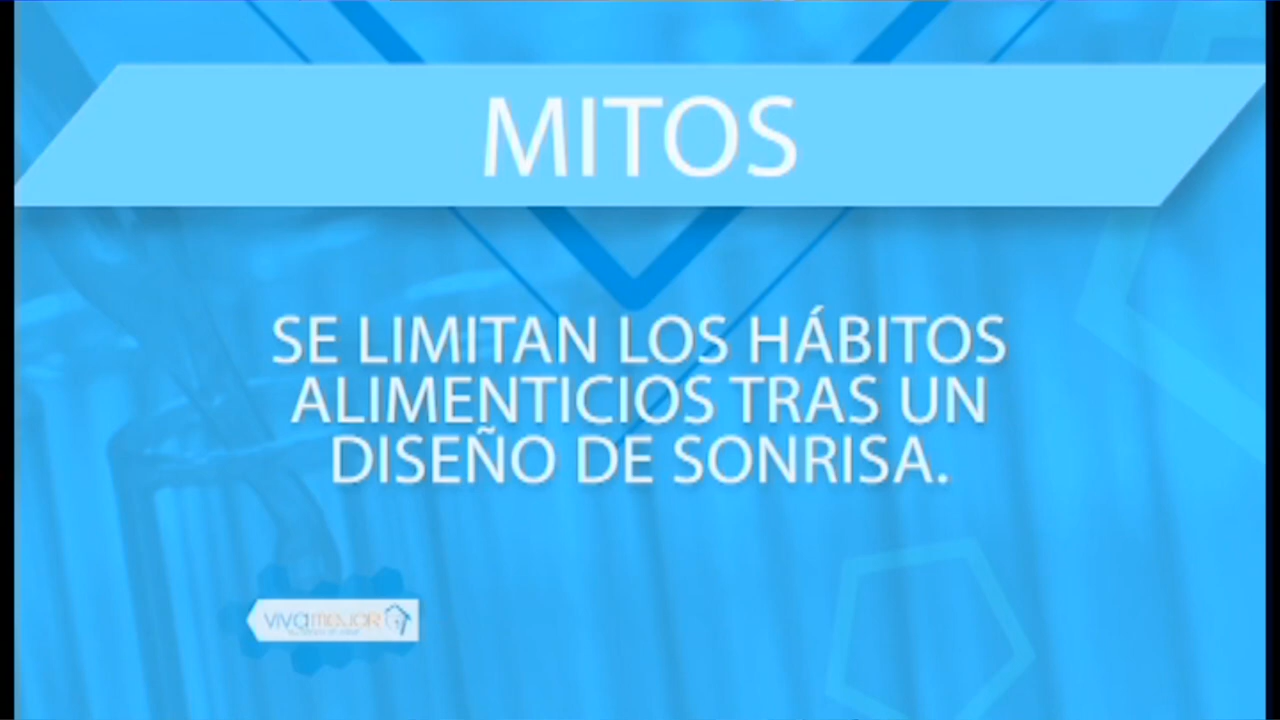 MITOS
SE LIMITAN LOS HÁBITOS
ALIMENTICIOS TRAS UN
DISEÑO DE SONRISA.
vivamejor